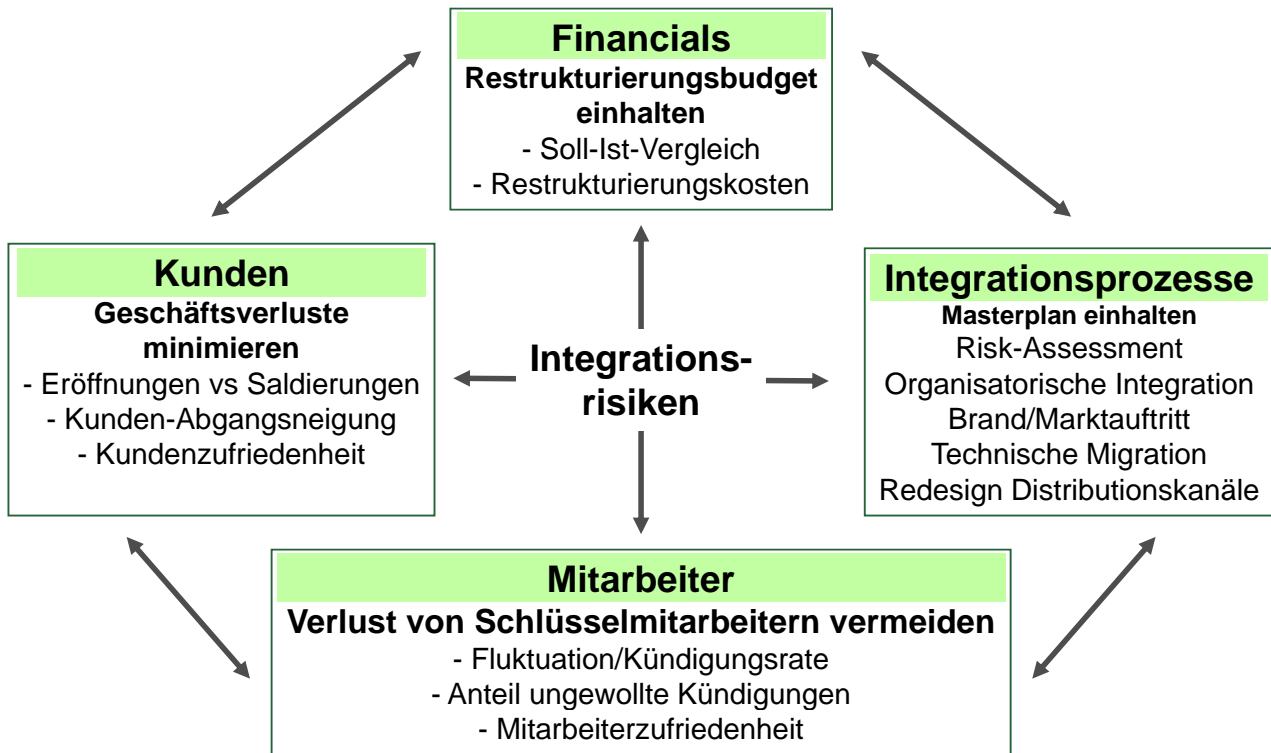 Financials
Restrukturierungsbudget
einhalten
- Soll-Ist-Vergleich
- Restrukturierungskosten
Kunden
Geschäftsverluste
minimieren
- Eröffnungen vs Saldierungen
- Kunden-Abgangsneigung
- Kundenzufriedenheit
Integrations-
risiken
Integrationsprozesse
Masterplan einhalten
Risk-Assessment
Organisatorische Integration
Brand/Marktauftritt
Technische Migration
Redesign Distributionskanäle
Mitarbeiter
Verlust von Schlüsselmitarbeitern vermeiden
- Fluktuation/Kündigungsrate
- Anteil ungewollte Kündigungen
- Mitarbeiterzufriedenheit